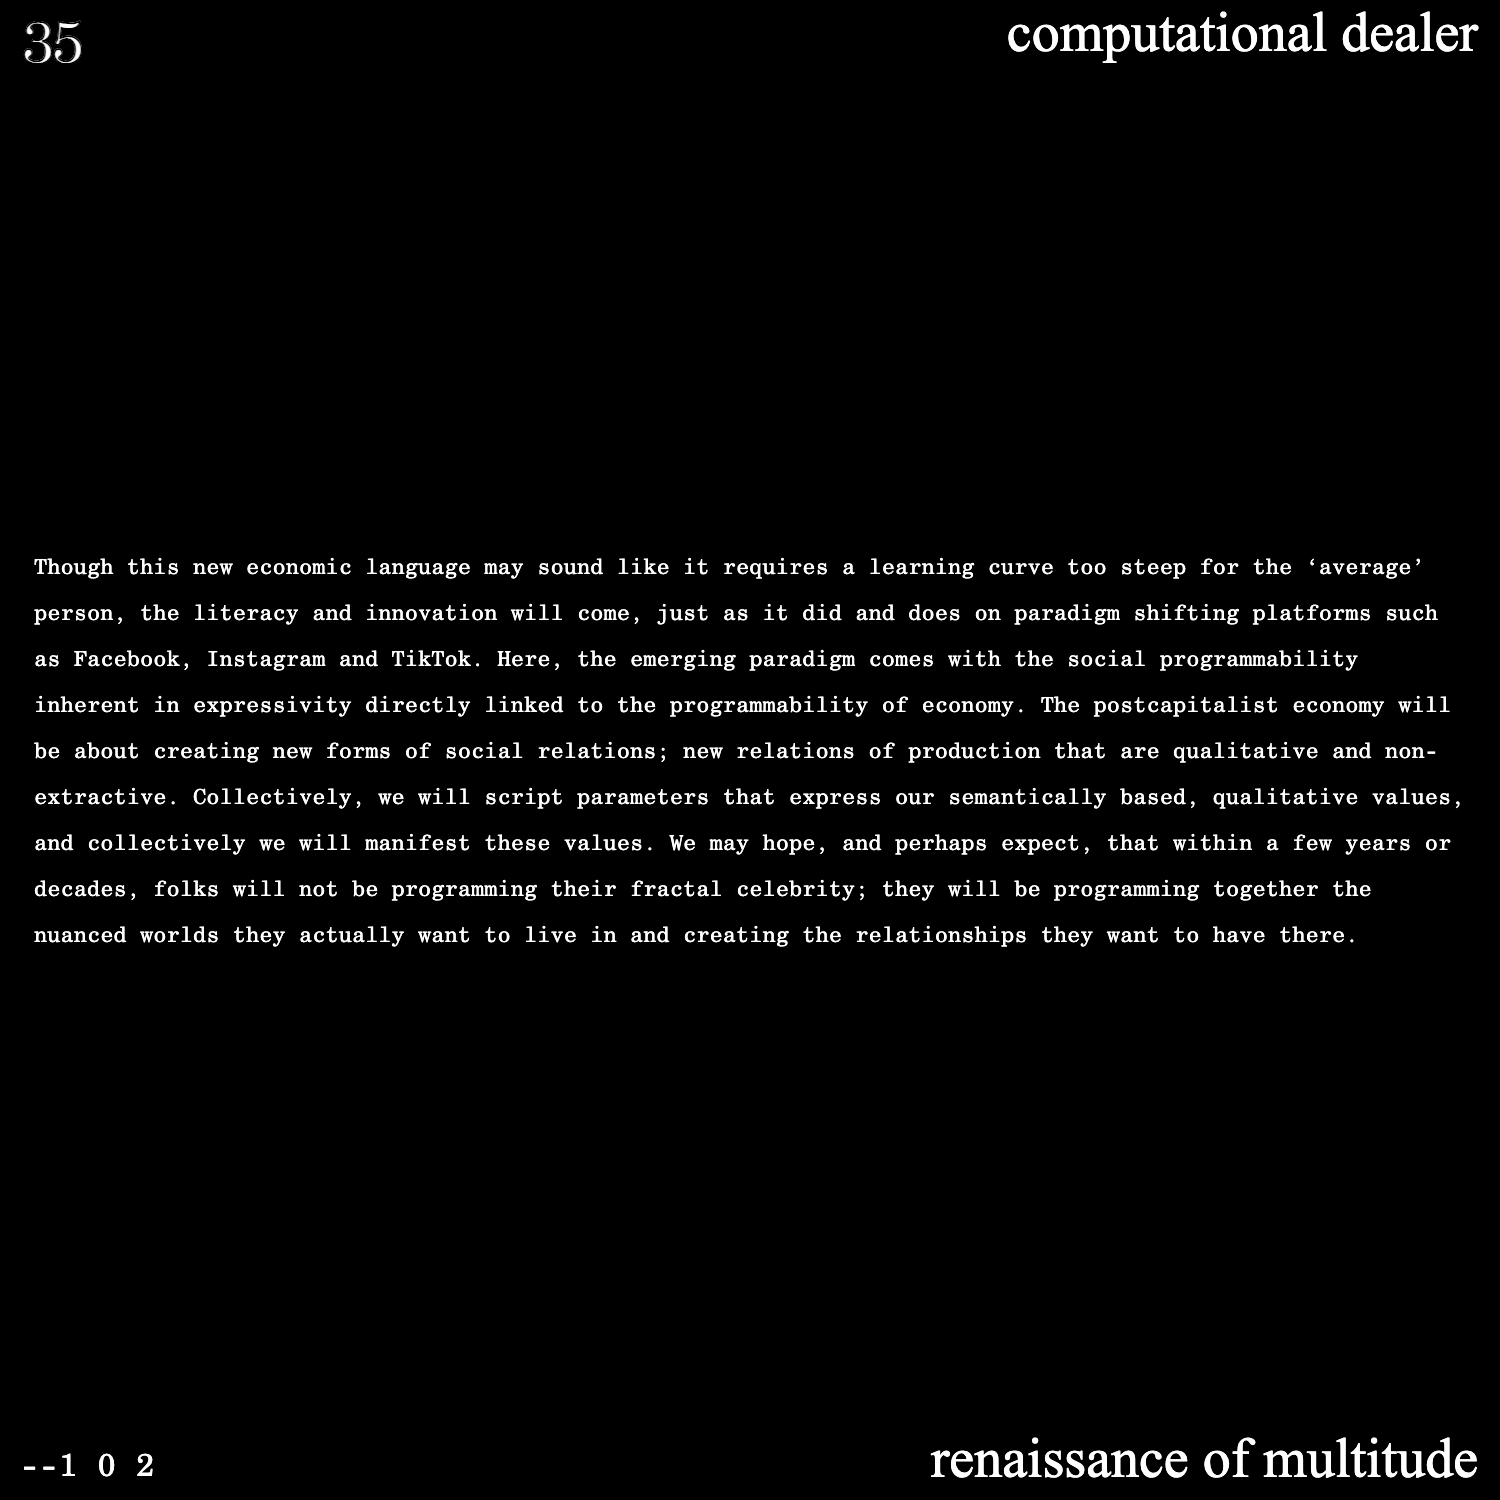 35
computational dealer
Though this new economic language may sound like it requires a learning curve too steep for the ‘average’
person, the literacy and innovation will come, just as it did and does on paradigm shifting platforms such
as Facebook, Instagram and TikTok. Here, the emerging paradigm comes with the social programmability
inherent in expressivity directly linked to the programmability of economy. The postcapitalist economy will
be about creating new forms of social relations; new relations of production that are qualitative and non-
extractive. Collectively, we will script parameters that express our semantically based, qualitative values,
and collectively we will manifest these values. We may hope, and perhaps expect, that within a few years or
decades, folks will not be programming their fractal celebrity; they will be programming together the
nuanced worlds they actually want to live in and creating the relationships they want to have there.
--1 0 2
renaissance of multitude